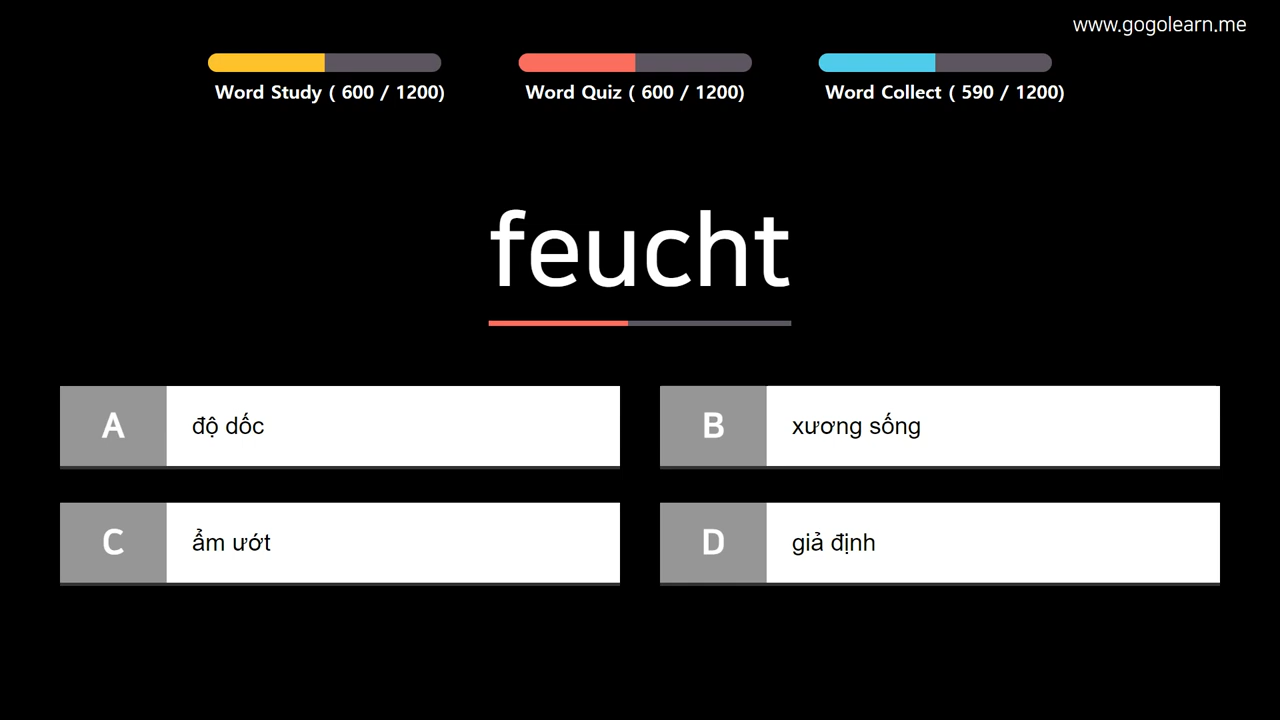 www.gogolearn.me
Word Study ( 600 / 1200)
Word Quiz ( 600 / 1200)
Word Collect ( 590 / 1200)
feucht
A
độ dốc
B
xương sống
C
ẩm ướt
D
giả định